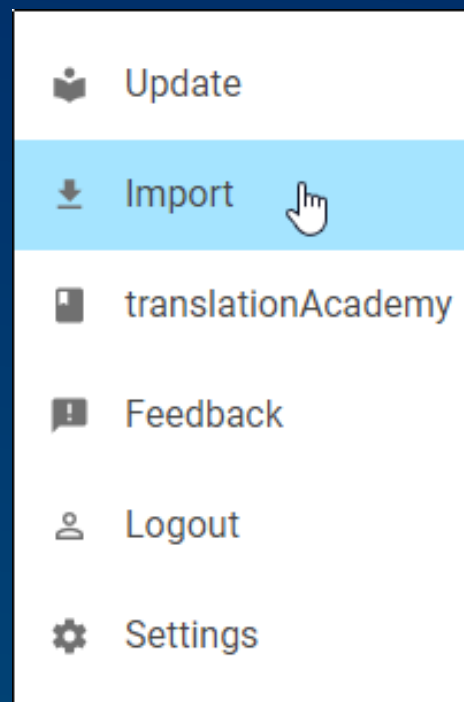 Update
Import
translationAcademy
Feedback
Logout
Settings